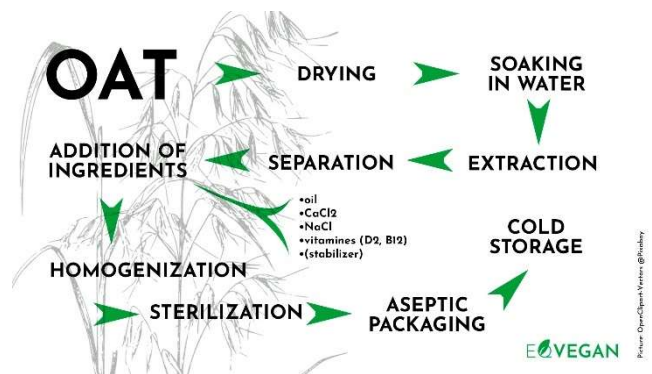 OAT
DRYING
SOAKING
IN WATER
EXTRACTION
SEPARATION
ADDITION OF
INGREDIENTS
•oil
•CaCl2
•NaCl
•vitamines (D2, B12)
•(stabilizer)
HOMOGENIZATION
STERILIZATION
ASEPTIC
PACKAGING
COLD
STORAGE
EQVEGAN
Picture: OpenClipart-Vectors @Pixabay